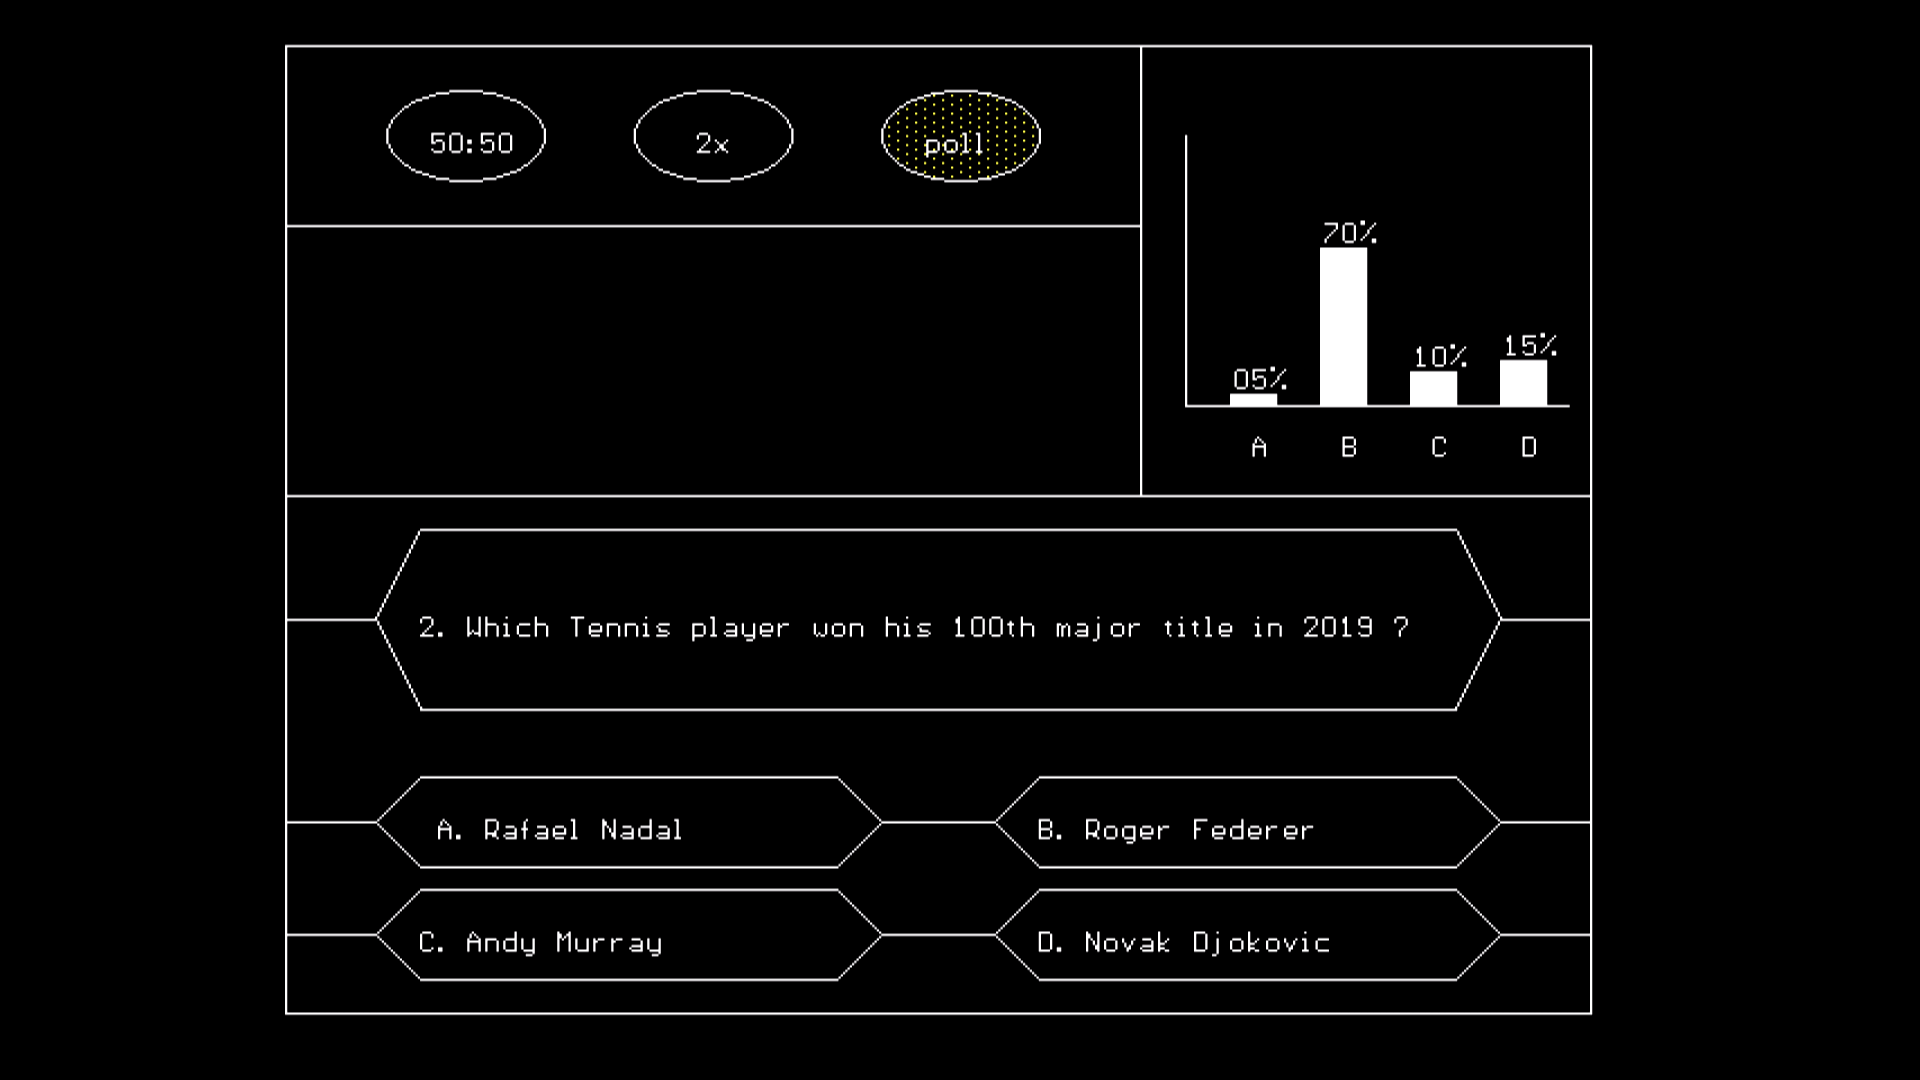 50:50
2x
poll
70%
15%
10%
05%
A B C D
2. Which Tennis player won his 100th major title in 2019 ?
A. Rafael Nadal
B. Roger Federer
C. Andy Murray
D. Novak Djokovic